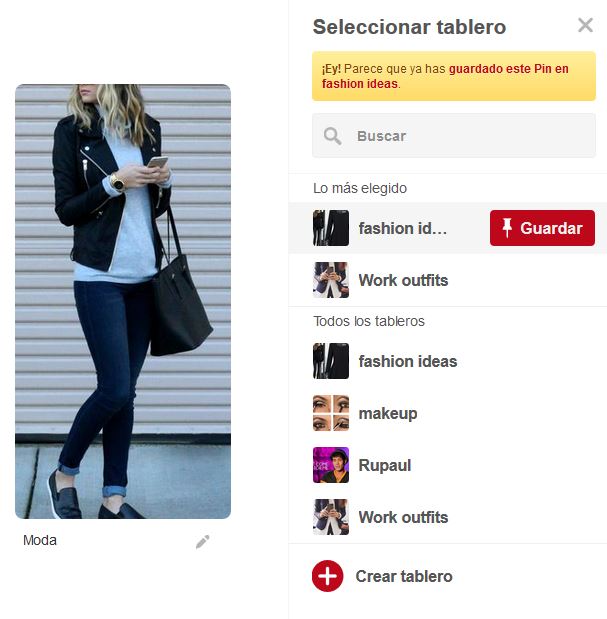 Seleccionar tablero
¡Ey! Parece que ya has guardado este Pin en
fashion ideas.
Buscar
Lo más elegido
fashion id...
Guardar
Work outfits
Todos los tableros
fashion ideas
makeup
Rupaul
Work outfits
Crear tablero
Moda